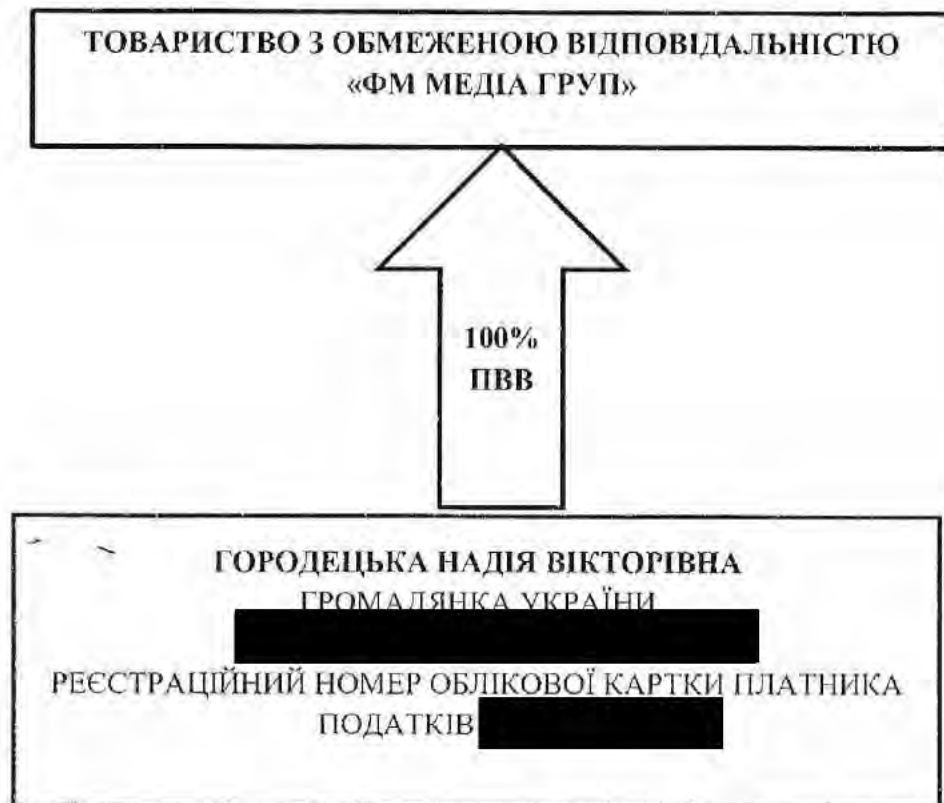 ТОВАРИСТВО З ОБМЕЖЕНОЮ ВІДПОВІДАЛЬНІСТЮ
«ФМ МЕДІА ГРУП»
100%
ПВВ
ГОРОДЕЦЬКА НАДІЯ ВІКТОРІВНА
ГРОМАДЯНКА УКРАЇНИ
РЕЄСТРАЦІЙНИЙ НОМЕР ОБЛІКОВОЇ КАРТКИ ПЛАТНИКА
ПОДАТКІВ